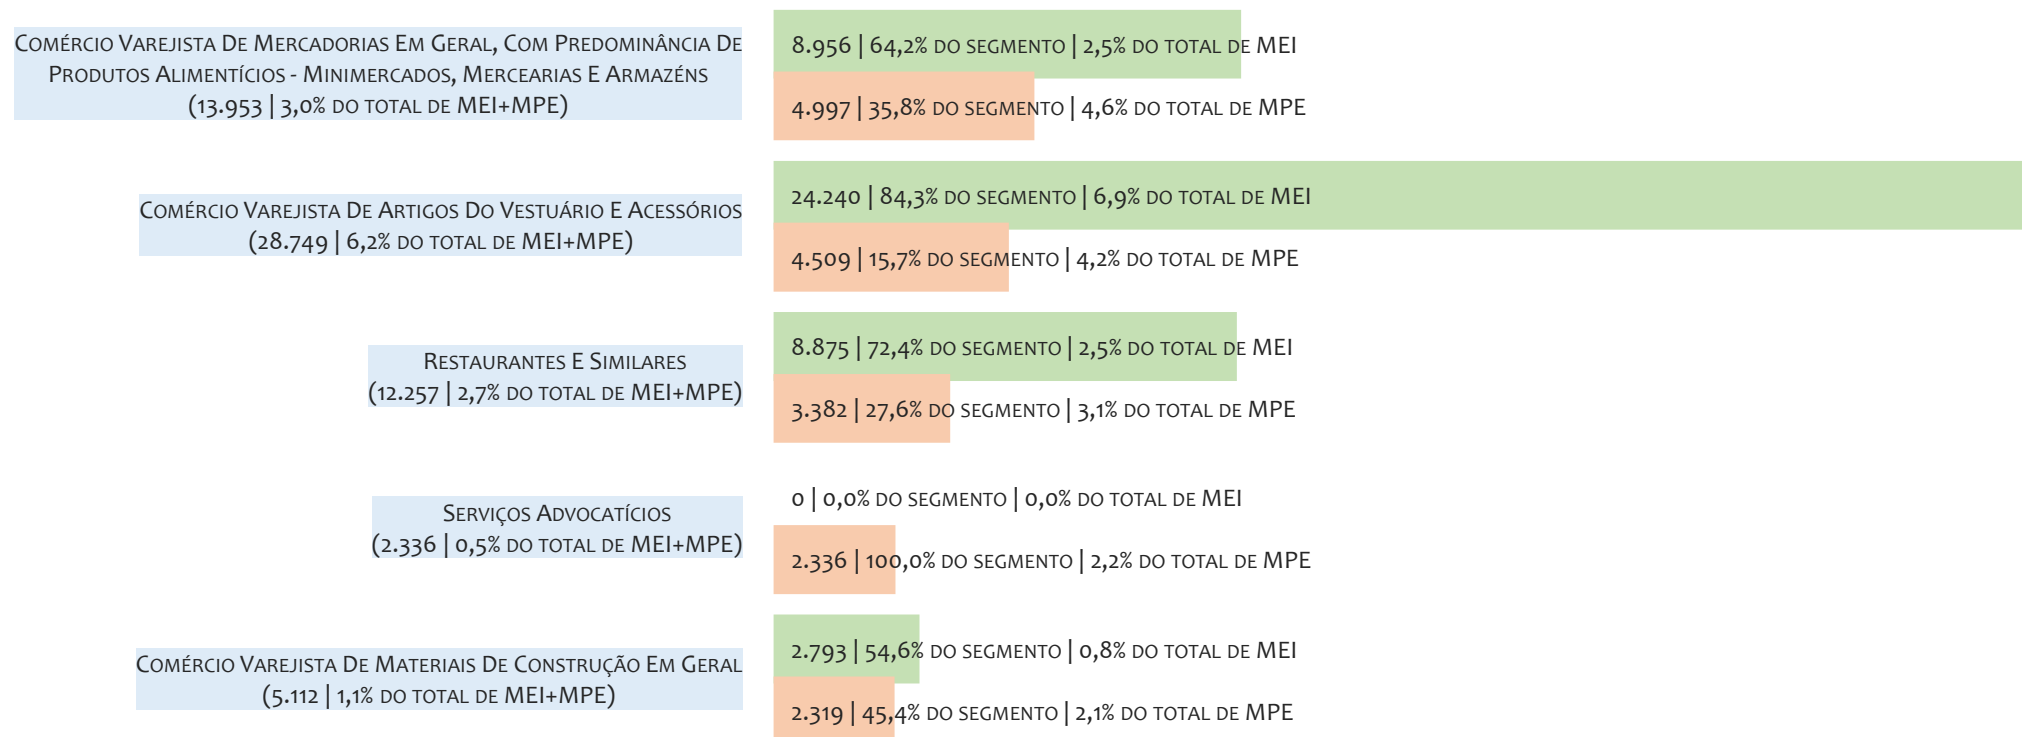 Comércio Varejista De Mercadorias Em Geral, Com Predominância De
Produtos Alimentícios - Minimercados, Mercearias E Armazéns
(13.953 | 3,0% do total de MEI+MPE)
8.956 | 64,2% do segmento | 2,5% do total de MEI
4.997 | 35,8% do segmento | 4,6% do total de MPE
Comércio Varejista De Artigos Do Vestuário E Acessórios
(28.749 | 6,2% do total de MEI+MPE)
24.240 | 84,3% do segmento | 6,9% do total de MEI
4.509 | 15,7% do segmento | 4,2% do total de MPE
Restaurantes E Similares
(12.257 | 2,7% do total de MEI+MPE)
8.875 | 72,4% do segmento | 2,5% do total de MEI
3.382 | 27,6% do segmento | 3,1% do total de MPE
Serviços Advocatícios
(2.336 | 0,5% do total de MEI+MPE)
0 | 0,0% do segmento | 0,0% do total de MEI
2.336 | 100,0% do segmento | 2,2% do total de MPE
Comércio Varejista De Materiais De Construção Em Geral
(5.112 | 1,1% do total de MEI+MPE)
2.793 | 54,6% do segmento | 0,8% do total de MEI
2.319 | 45,4% do segmento | 2,1% do total de MPE